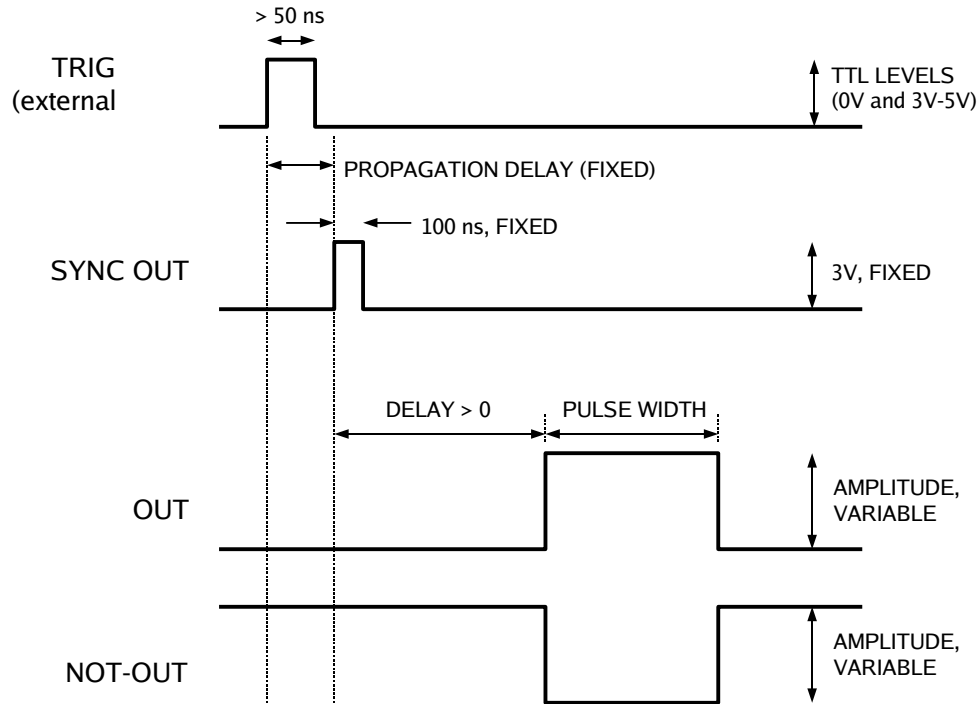 > 50 ns
TRIG
(external
TTL LEVELS
(0V and 3V-5V)
PROPAGATION DELAY (FIXED)
100 ns, FIXED
SYNC OUT
3V, FIXED
DELAY > 0
PULSE WIDTH
OUT
AMPLITUDE,
VARIABLE
NOT-OUT
AMPLITUDE,
VARIABLE